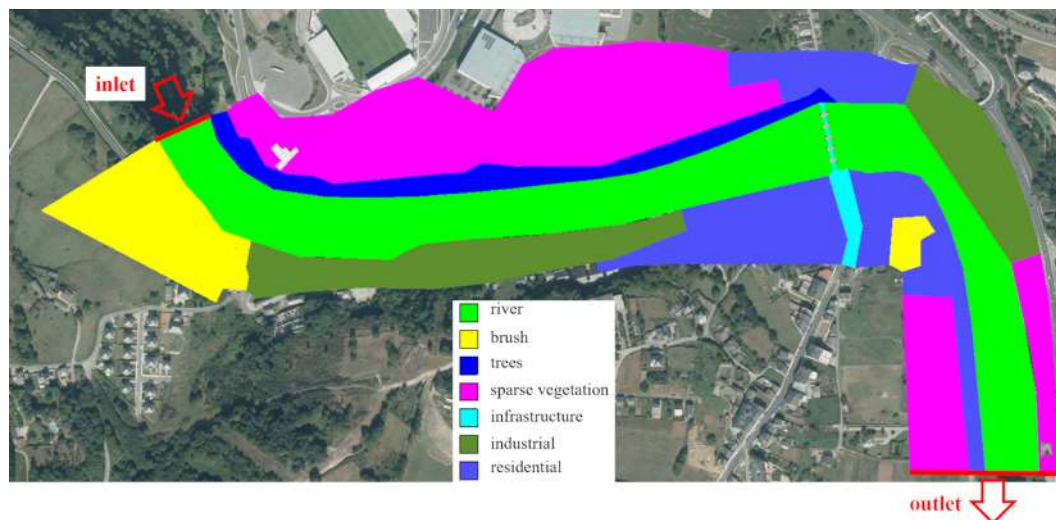 inlet
river
brush
trees
sparse vegetation
infrastructure
industrial
residential
outlet